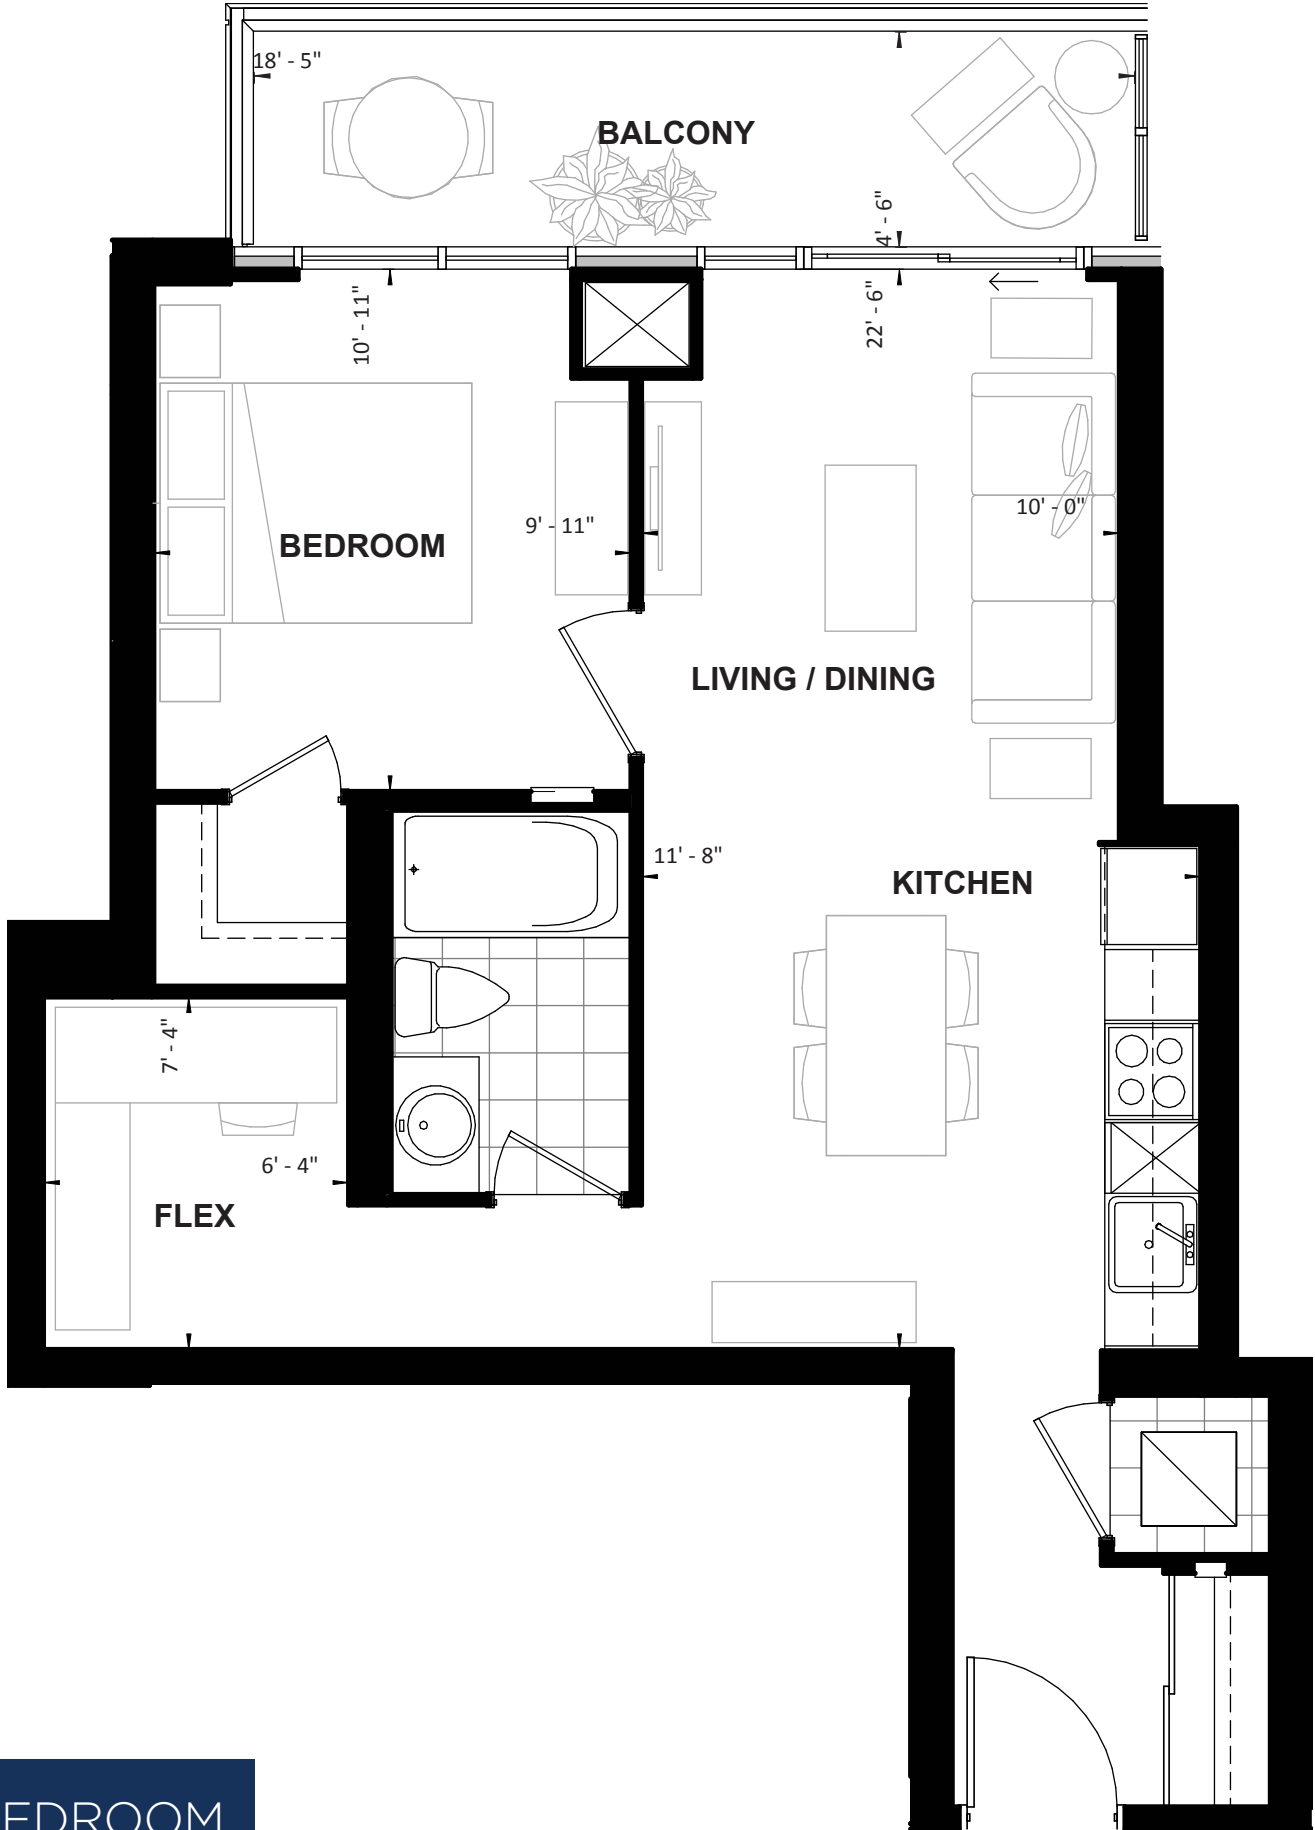 18' - 5"
BALCONY
4' - 6"
10' - 11"
22' - 6"
10' - 0"
9' - 11"
BEDROOM
LIVING / DINING
11' - 8"
KITCHEN
7' - 4"
6' - 4"
FLEX
EDROOM